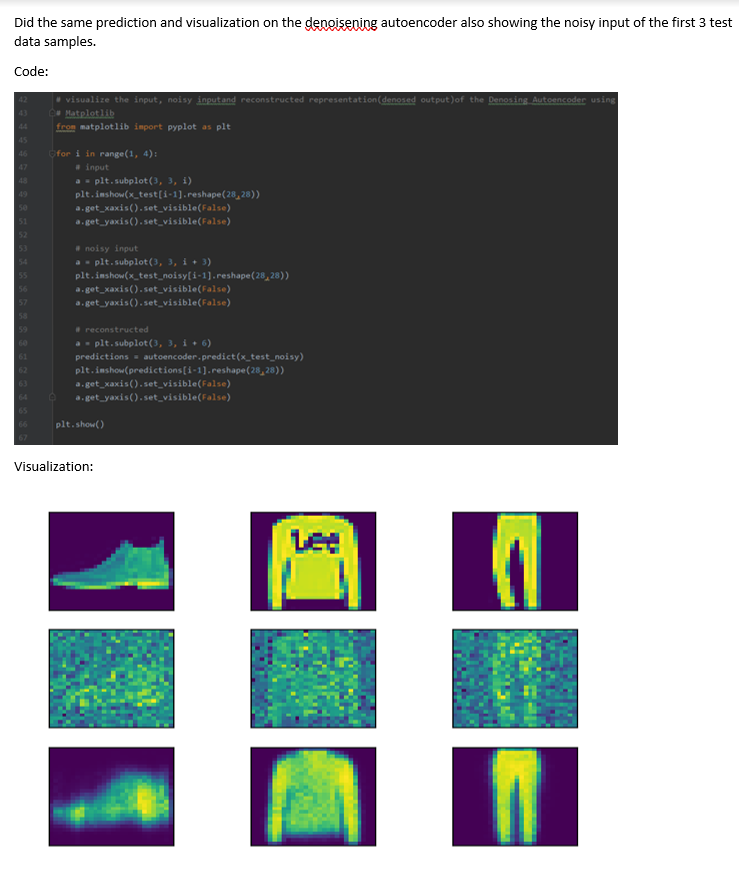 Did the same prediction and visualization on the denoisening autoencoder also showing the noisy input of the first 3 test
data samples.
Code:
42 # visualize the input, noisy inputand reconstructed representation(denosed output)of the Denosing Autoencoder using
43 # Matplotlib
44 from matplotlib import pyplot as plt
45
46 for i in range(1, 4):
47 # input
48 a = plt.subplot(3, 3, i)
49 plt.imshow(x_test[i-1].reshape(28,28))
50 a.get_xaxis().set_visible(False)
51 a.get_yaxis().set_visible(False)
52
53 # noisy input
54 a = plt.subplot(3, 3, i + 3)
55 plt.imshow(x_test_noisy[i-1].reshape(28,28))
56 a.get_xaxis().set_visible(False)
57 a.get_yaxis().set_visible(False)
58
59 # reconstructed
60 a = plt.subplot(3, 3, i + 6)
61 predictions = autoencoder.predict(x_test_noisy)
62 plt.imshow(predictions[i-1].reshape(28,28))
63 a.get_xaxis().set_visible(False)
64 a.get_yaxis().set_visible(False)
65
66 plt.show()
67
Visualization: